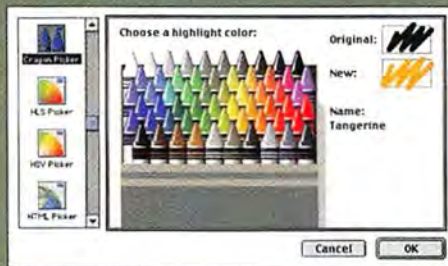 Crayon Picker
HLS Picker
HSV Picker
HTML Picker
Choose a highlight color:
Original:
New:
Name:
Tangerine
Cancel
OK